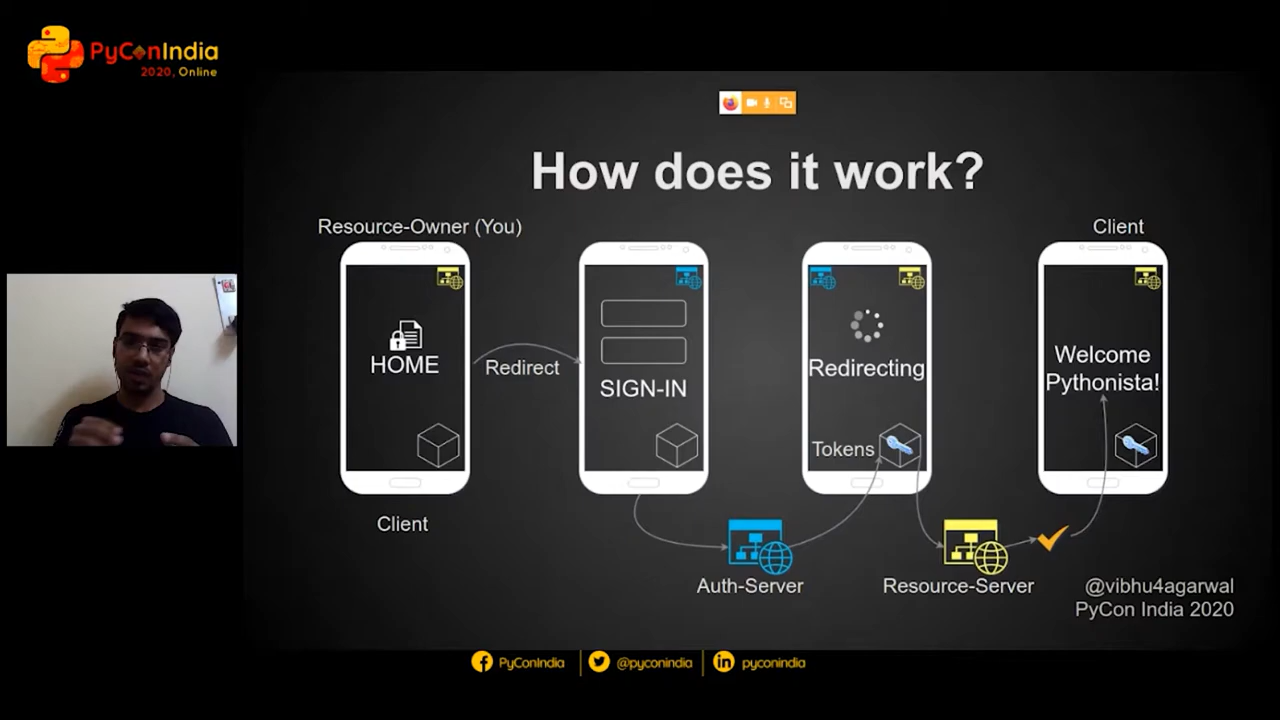 PyConIndia
2020, Online
How does it work?
Resource-Owner (You)
Client
HOME
Redirect
SIGN-IN
Redirecting
Welcome
Pythonista!
Tokens
Client
Auth-Server
Resource-Server
@vibhu4agarwal
PyCon India 2020
PyConIndia
@pyconindia
pyconindia